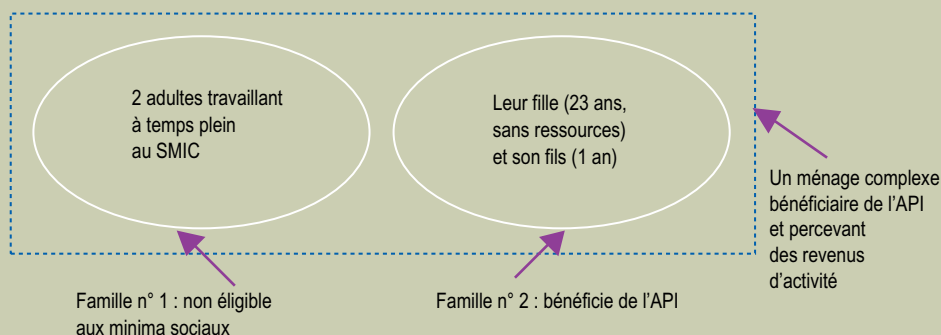 2 adultes travaillant
à temps plein
au SMIC
Leur fille (23 ans,
sans ressources)
et son fils (1 an)
Un ménage complexe
bénéficiaire de l’API
et percevant
des revenus
d’activité
Famille n° 1 : non éligible
aux minima sociaux
Famille n° 2 : bénéficie de l’API